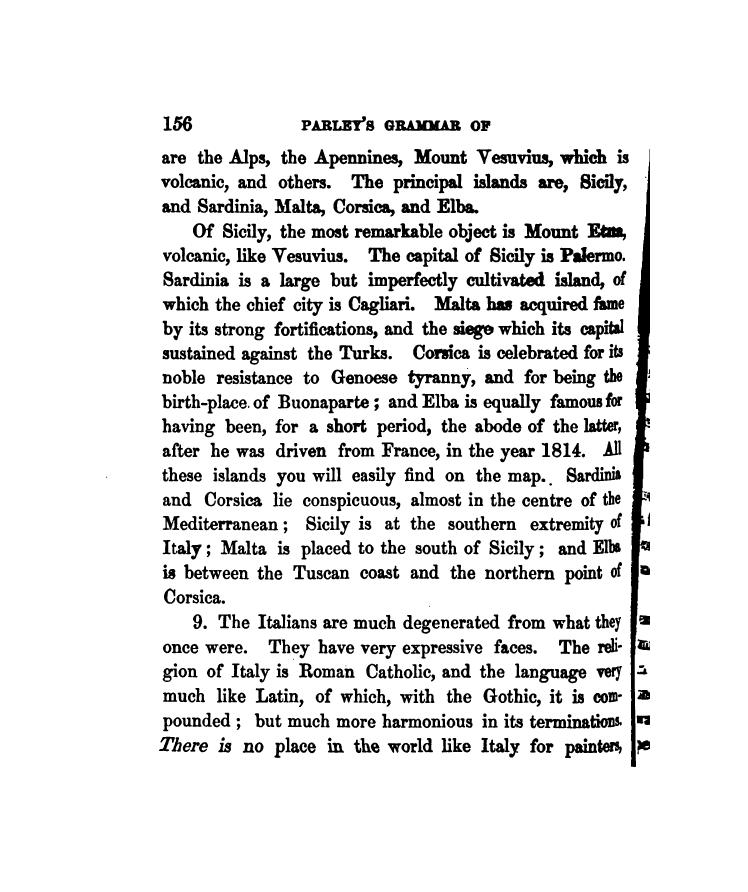 156 PARLEY'S GRAMMAR OF
are the Alps, the Apennines, Mount Vesuvius, which is
volcanic, and others. The principal islands are, Sicily,
and Sardinia, Malta, Corsica, and Elba.
Of Sicily, the most remarkable object is Mount Etna,
volcanic, like Vesuvius. The capital of Sicily is Palermo.
Sardinia is a large but imperfectly cultivated island, of
which the chief city is Cagliari. Malta has acquired fame
by its strong fortifications, and the siege which its capital
sustained against the Turks. Corsica is celebrated for its
noble resistance to Genoese tyranny, and for being the
birth-place of Buonaparte ; and Elba is equally famous for
having been, for a short period, the abode of the latter,
after he was driven from France, in the year 1814. All
these islands you will easily find on the map. Sardinia
and Corsica lie conspicuous, almost in the centre of the
Mediterranean ; Sicily is at the southern extremity of
Italy ; Malta is placed to the south of Sicily ; and Elba
is between the Tuscan coast and the northern point of
Corsica.
9. The Italians are much degenerated from what they
once were. They have very expressive faces. The reli-
gion of Italy is Roman Catholic, and the language very
much like Latin, of which, with the Gothic, it is com-
pounded ; but much more harmonious in its terminations.
There is no place in the world like Italy for painters,